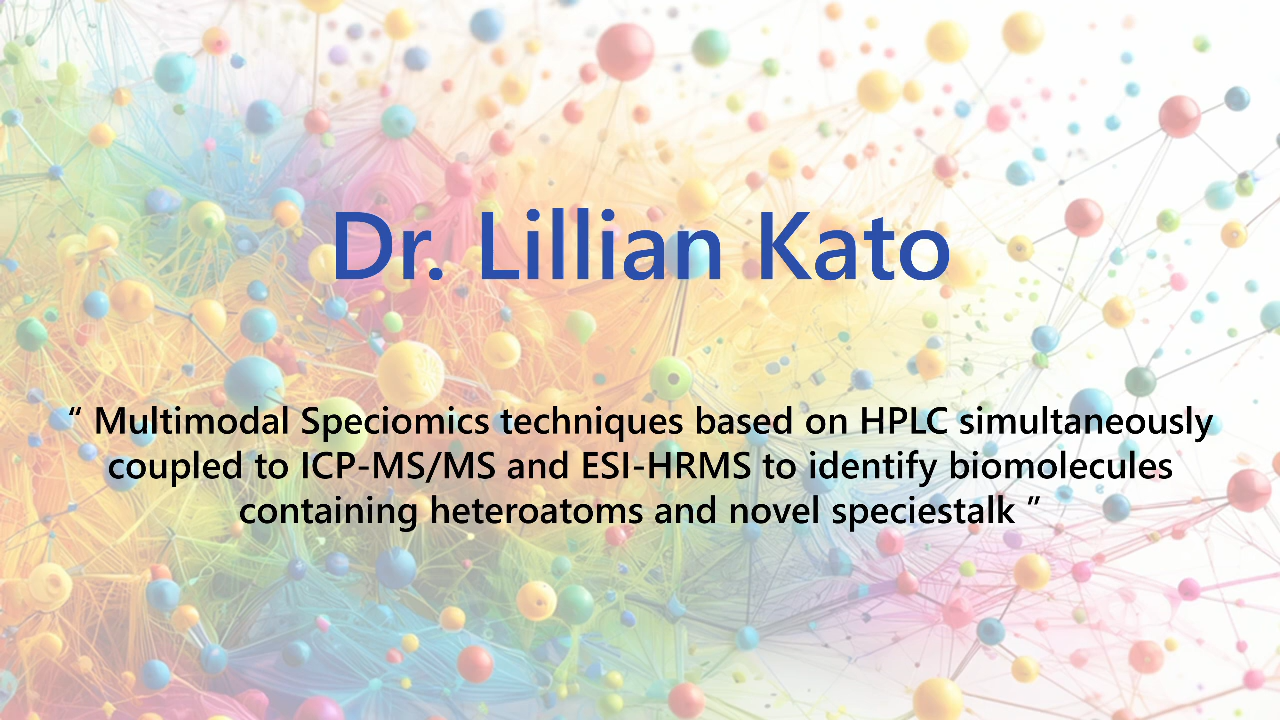 Dr. Lillian Kato
“ Multimodal Speciomics techniques based on HPLC simultaneously
coupled to ICP-MS/MS and ESI-HRMS to identify biomolecules
containing heteroatoms and novel speciestalk ”